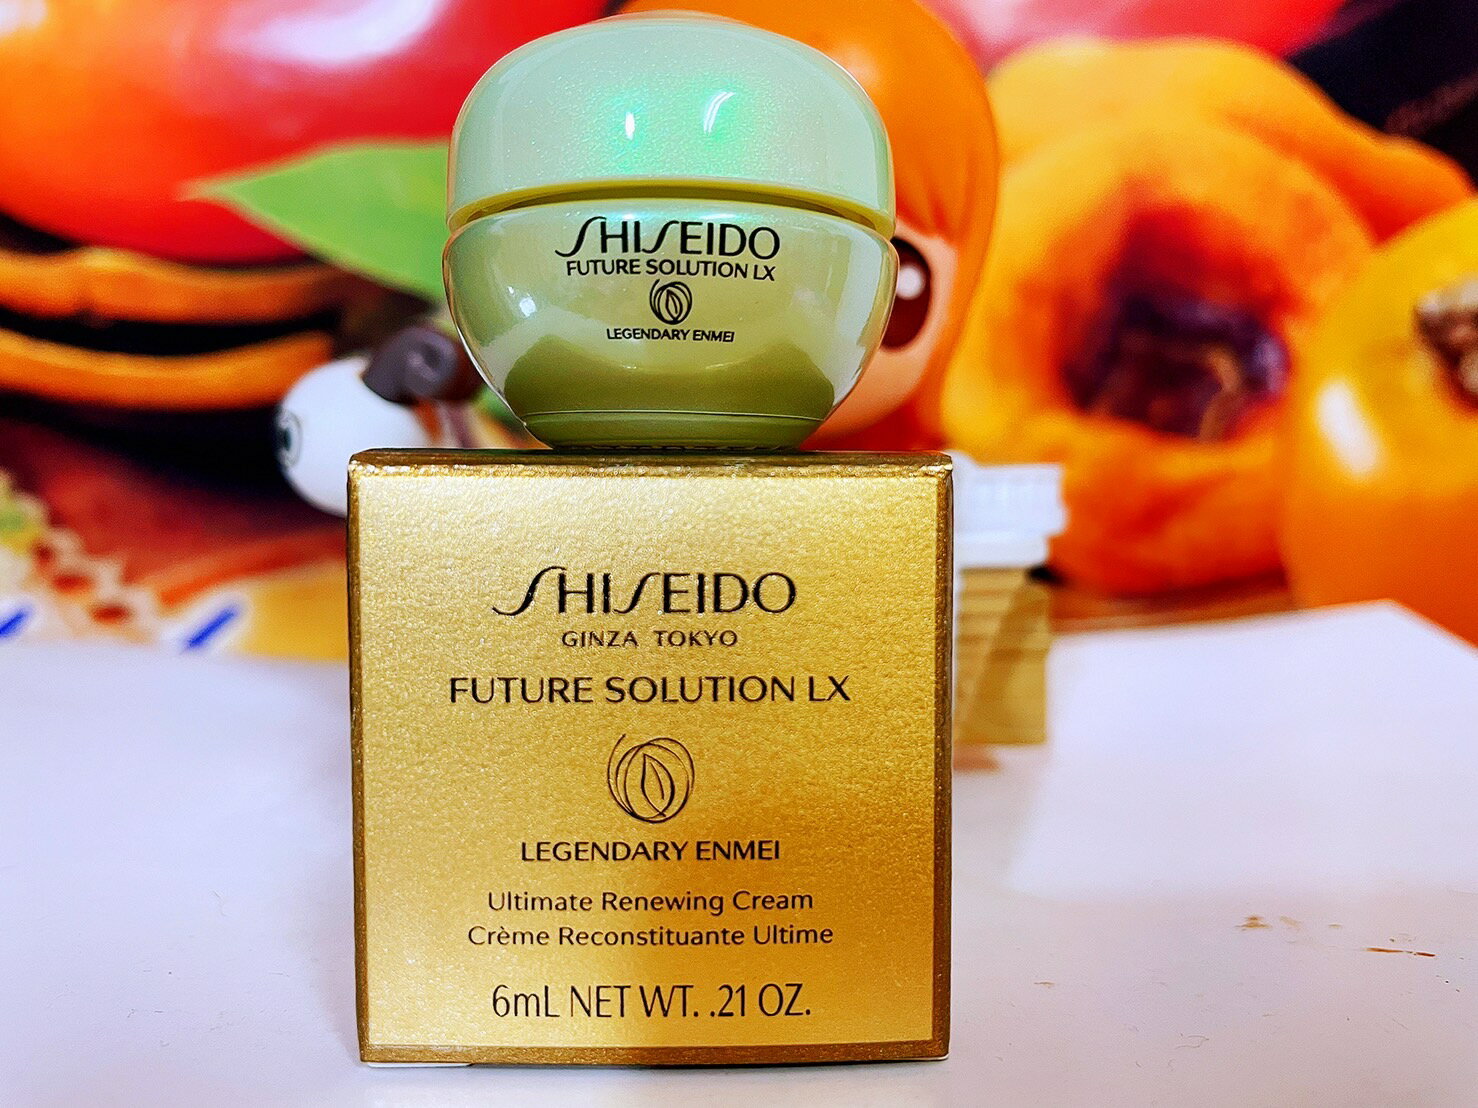 SHISEIDO
FUTURE SOLUTION LX
LEGENDARY ENMEI
SHISEIDO
GINZA TOKYO
FUTURE SOLUTION LX
LEGENDARY ENMEI
Ultimate Renewing Cream
Crème Reconstituante Ultime
6mL NET WT. .21 OZ.